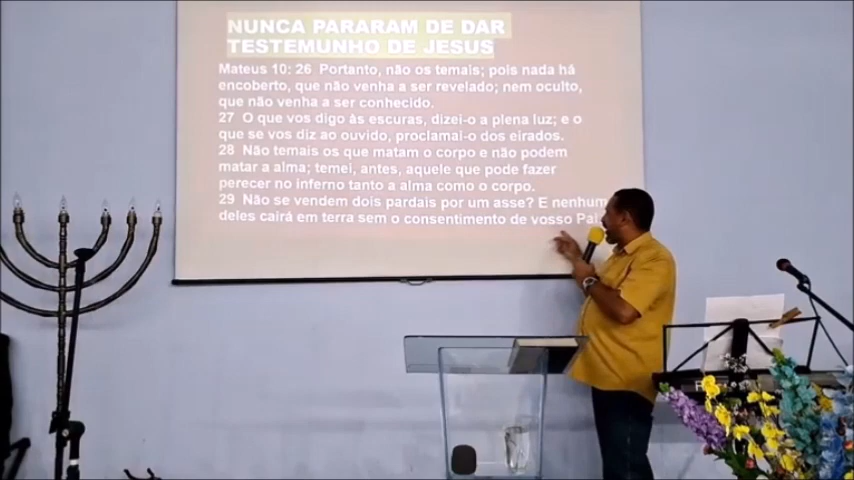 NUNCA PARARAM DE DAR
TESTEMUNHO DE JESUS
Mateus 10: 26 Portanto, não os temais, pois nada há
encoberto, que não venha a ser revelado, nem oculto,
que não venha a ser conhecido.
27 O que vos digo às escuras, dizei-o a plena luz; e o
que se vos diz ao ouvido, proclamai-o dos eirados.
28 Não temais os que matam o corpo e não podem
matar a alma; temei, antes, aquele que pode fazer
perecer no inferno tanto a alma como o corpo.
29 Não se vendem dois pardais por um asse? E nenhum
deles cairá em terra sem o consentimento de vosso Pai.